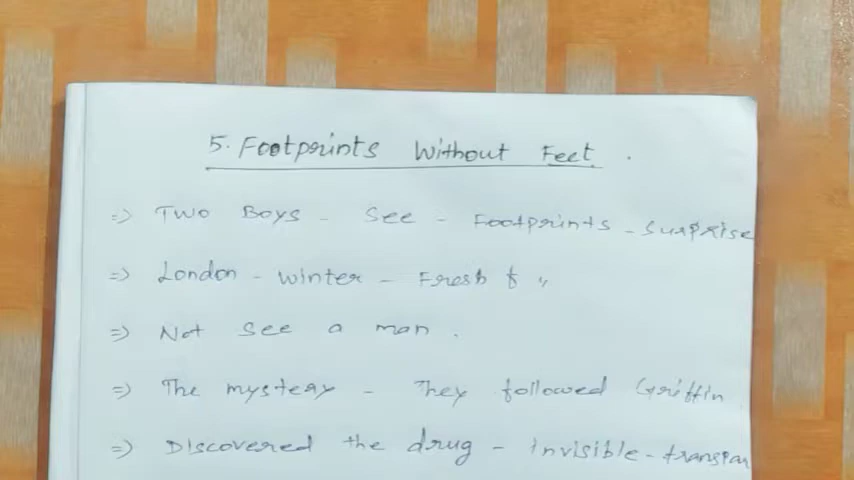 5. Footprints Without Feet .
=> Two Boys - See - Footprints - Surprise
=> London - Winter - Fresh f "
=> Not see a man .
=> The mystery - They followed Griffin
=> Discovered the drug - invisible - transpar